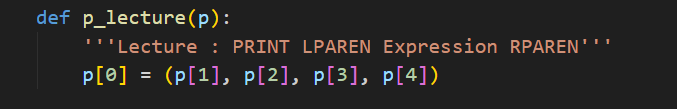 def p_lecture(p):
    '''Lecture : PRINT LPAREN Expression RPAREN'''
    p[0] = (p[1], p[2], p[3], p[4])